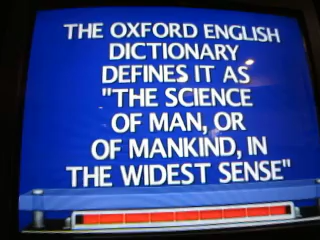 THE OXFORD ENGLISH
DICTIONARY
DEFINES IT AS
"THE SCIENCE
OF MAN, OR
OF MANKIND, IN
THE WIDEST SENSE"